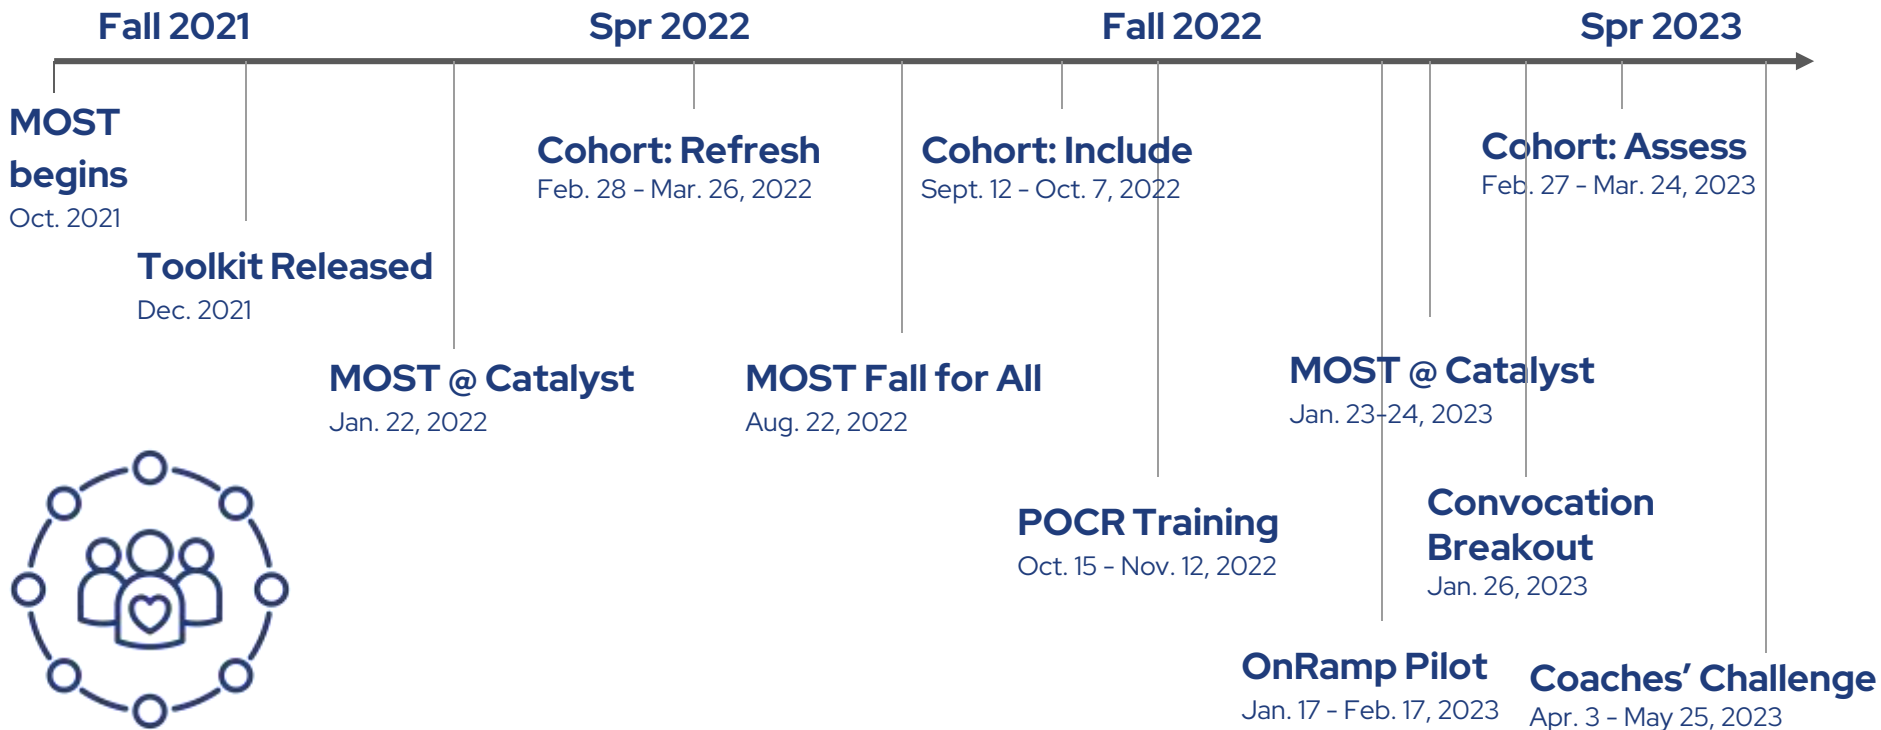 Fall 2021
Spr 2022
Fall 2022
Spr 2023
MOST
begins
Oct. 2021
Toolkit Released
Dec. 2021
MOST @ Catalyst
Jan. 22, 2022
Cohort: Refresh
Feb. 28 - Mar. 26, 2022
MOST Fall for All
Aug. 22, 2022
Cohort: Include
Sept. 12 - Oct. 7, 2022
POCR Training
Oct. 15 - Nov. 12, 2022
OnRamp Pilot
Jan. 17 - Feb. 17, 2023
MOST @ Catalyst
Jan. 23-24, 2023
Convocation
Breakout
Jan. 26, 2023
Cohort: Assess
Feb. 27 - Mar. 24, 2023
Coaches’ Challenge
Apr. 3 - May 25, 2023